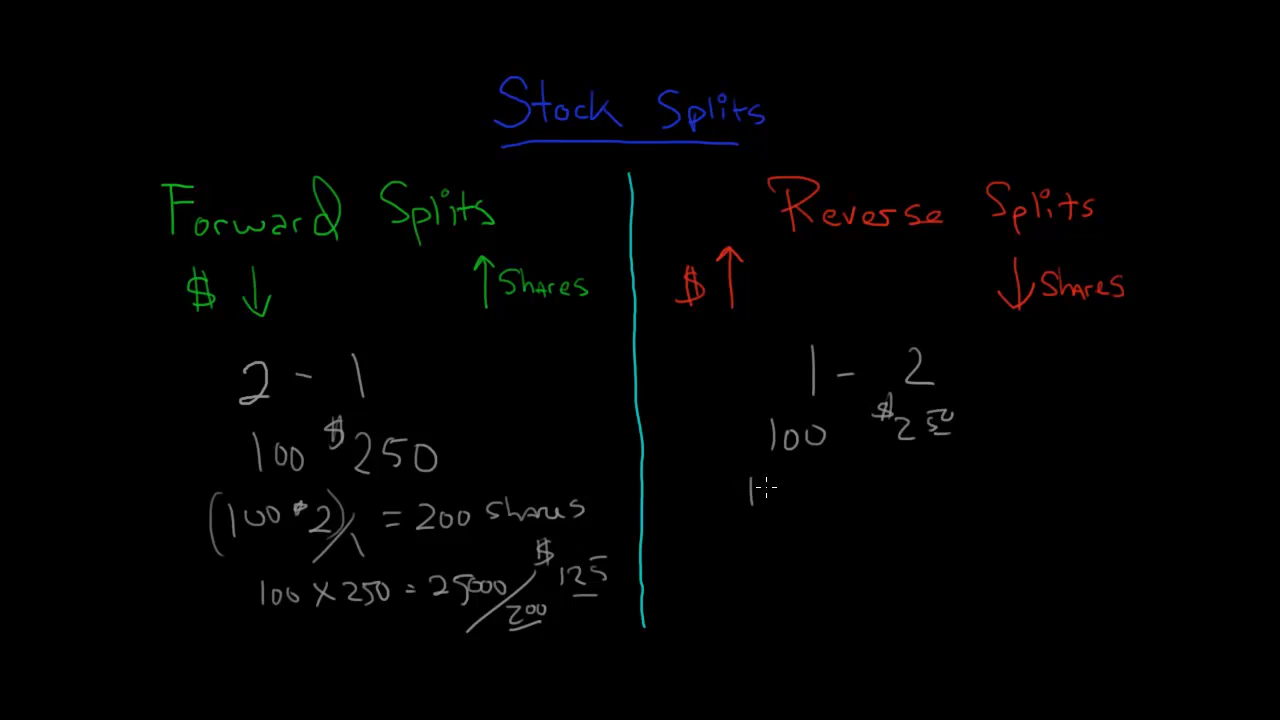 Stock Splits
Forward Splits
$ ↓ ↑ Shares
2 - 1
100 $250
(100 * 2)/1 = 200 shares
100 x 250 = 25000/200 $125
Reverse Splits
$ ↑ ↓ Shares
1 - 2
100 $2.50
1